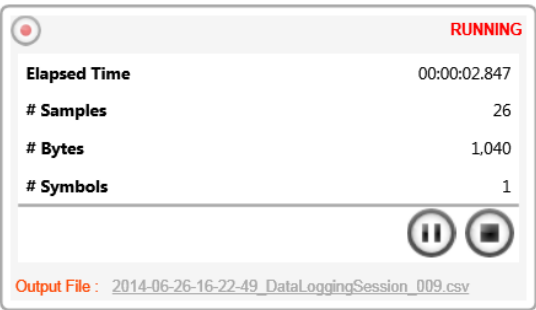 RUNNING
Elapsed Time 00:00:02.847
# Samples 26
# Bytes 1,040
# Symbols 1
Output File : 2014-06-26-16-22-49_DataLoggingSession_009.csv